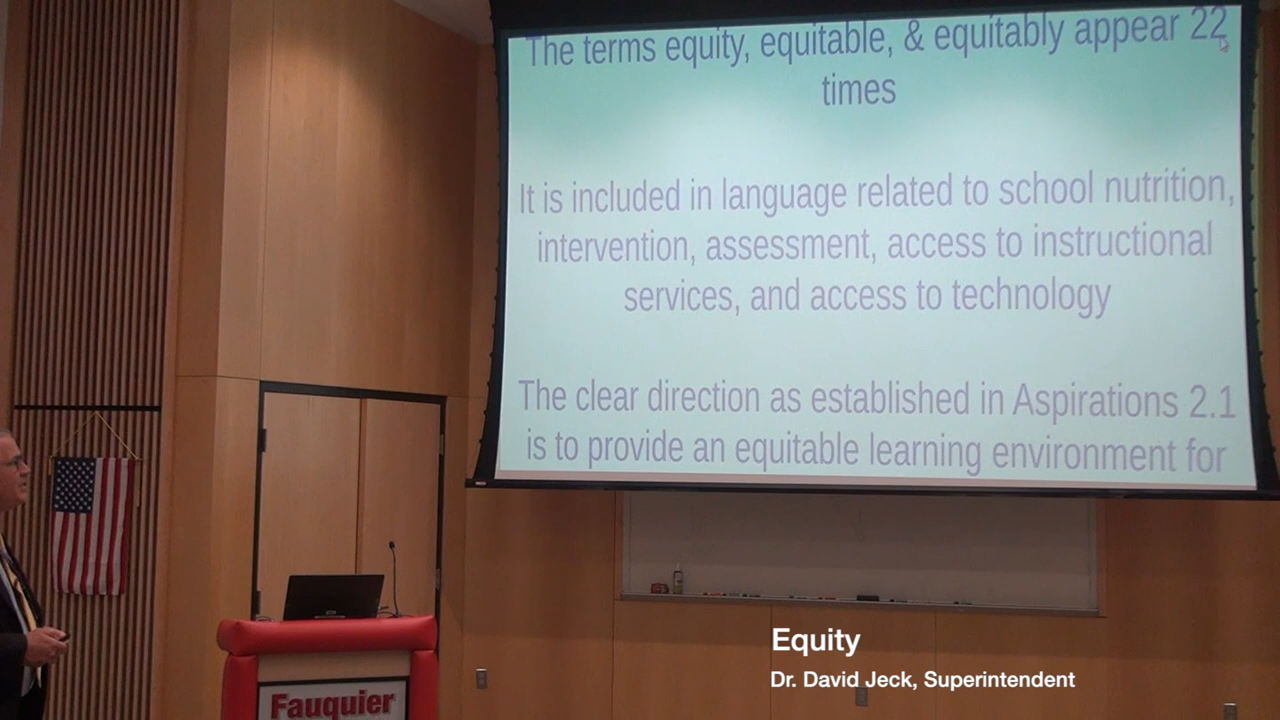 The terms equity, equitable, & equitably appear 22
times
It is included in language related to school nutrition,
intervention, assessment, access to instructional
services, and access to technology
The clear direction as established in Aspirations 2.1
is to provide an equitable learning environment for
Fauquier
Equity
Dr. David Jeck, Superintendent